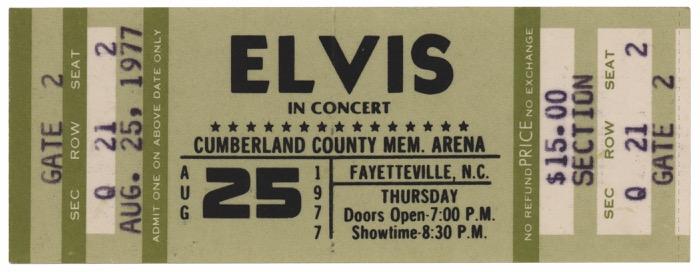 GATE 2
SEC ROW SEAT
Q 21 2
AUG. 25, 1977
ADMIT ONE ON ABOVE DATE ONLY
ELVIS
IN CONCERT
★★★★★★★★★★★★★★★
CUMBERLAND COUNTY MEM. ARENA
AUG 25 1977
FAYETTEVILLE, N.C.
THURSDAY
Doors Open-7:00 P.M.
Showtime-8:30 P.M.
NO REFUND PRICE NO EXCHANGE
$15.00
SECTION
SEC ROW SEAT
Q 21 2
GATE 2